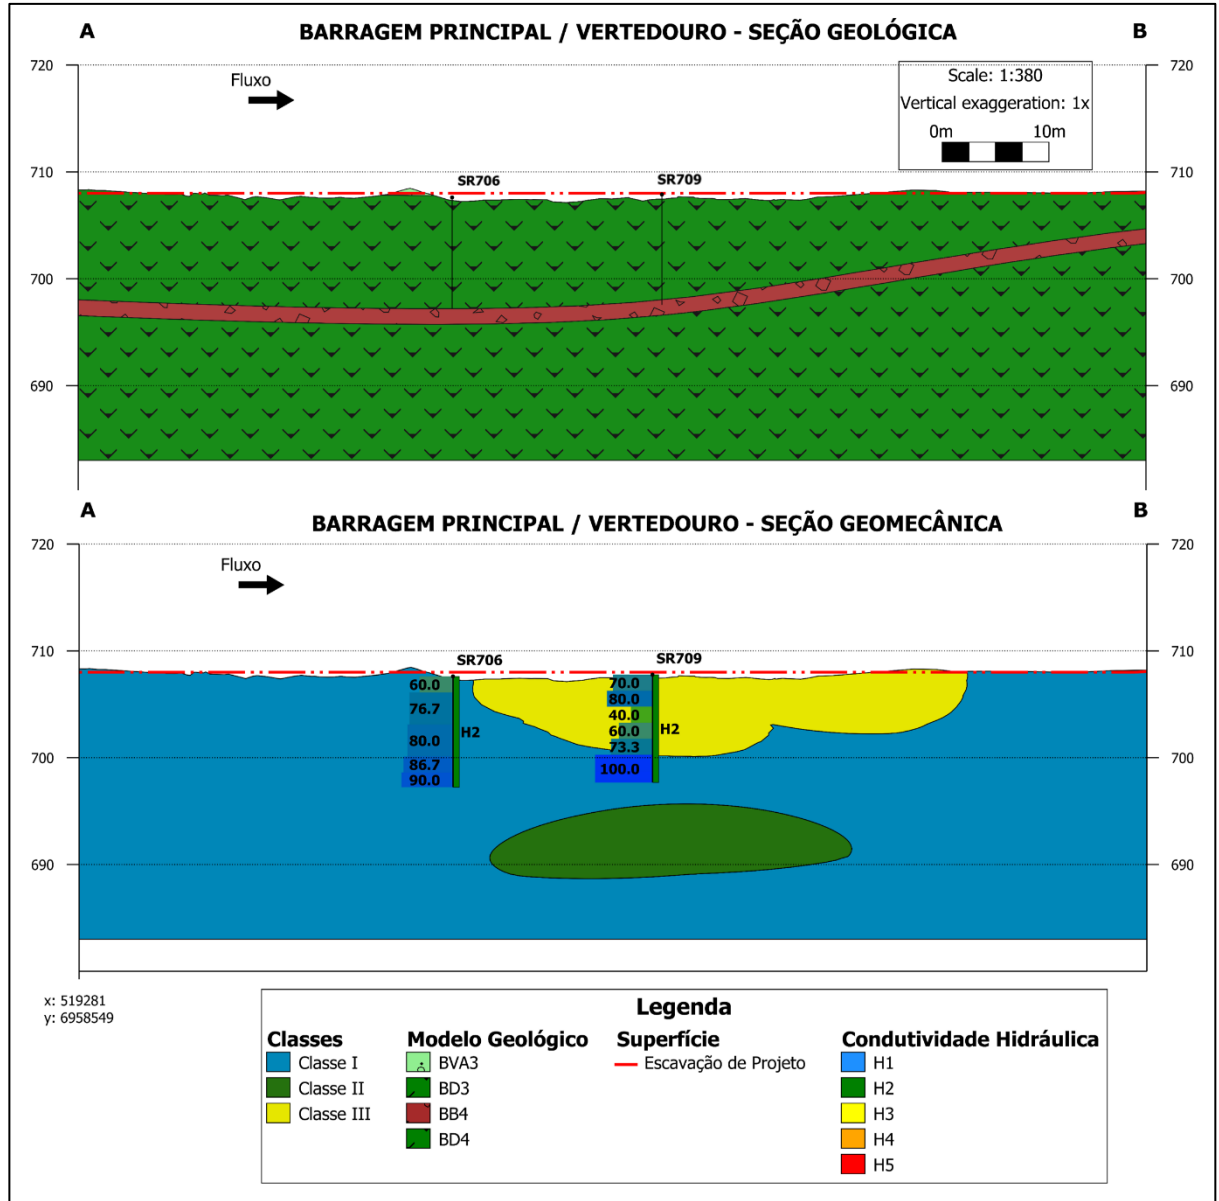 A
BARRAGEM PRINCIPAL / VERTEDOURO - SEÇÃO GEOLÓGICA
B
720
720
Fluxo
Scale: 1:380
Vertical exaggeration: 1x
0m 10m
710
710
SR706
SR709
700
700
690
690
A
BARRAGEM PRINCIPAL / VERTEDOURO - SEÇÃO GEOMECÂNICA
B
720
720
Fluxo
710
710
SR706
SR709
60.0
76.7
80.0
86.7
90.0
H2
70.0
80.0
40.0
60.0
73.3
100.0
H2
700
700
690
690
x: 519281
y: 6958549
Legenda
Classes
Classe I
Classe II
Classe III
Modelo Geológico
BVA3
BD3
BB4
BD4
Superfície
Escavação de Projeto
Condutividade Hidráulica
H1
H2
H3
H4
H5